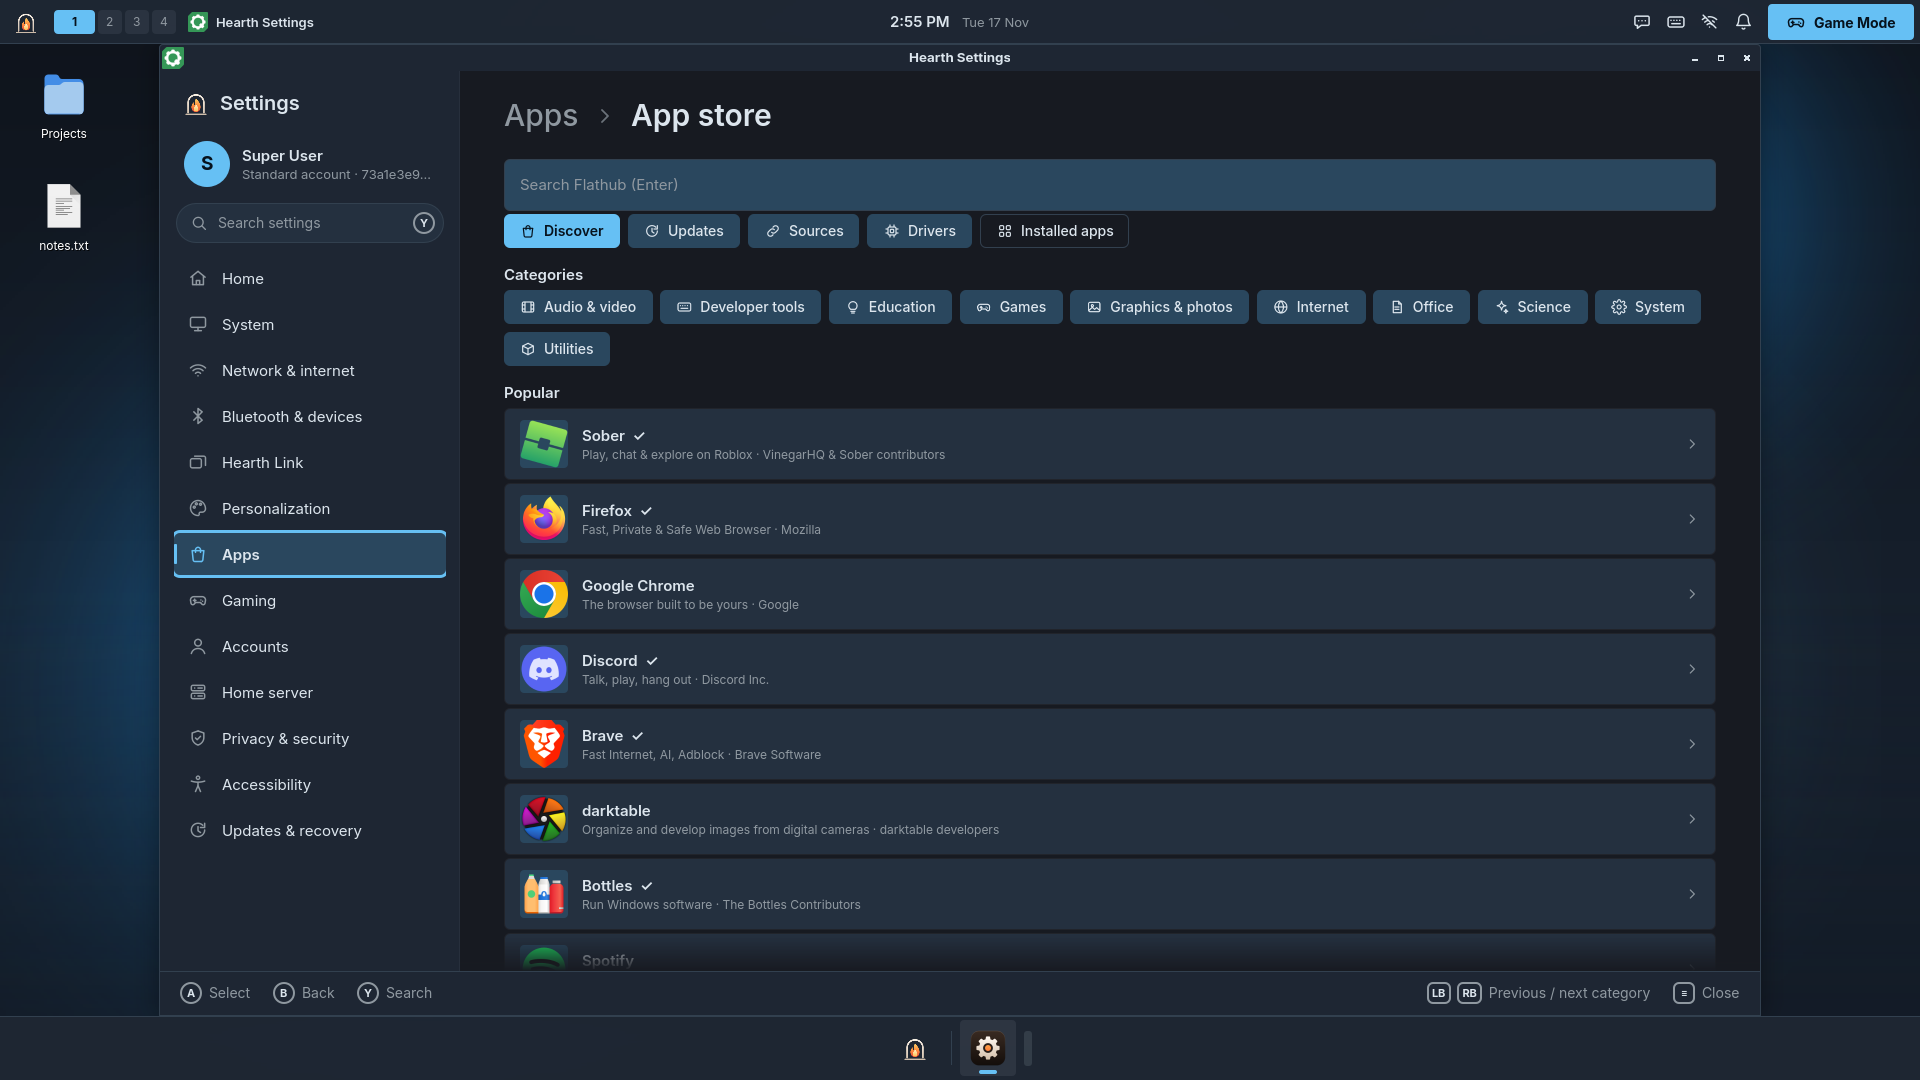 1 2 3 4 Hearth Settings 2:55 PM Tue 17 Nov Game Mode
Hearth Settings
Projects
notes.txt
Settings
S Super User
Standard account · 73a1e3e9...
Search settings Y
Home
System
Network & internet
Bluetooth & devices
Hearth Link
Personalization
Apps
Gaming
Accounts
Home server
Privacy & security
Accessibility
Updates & recovery
Apps > App store
Search Flathub (Enter)
Discover Updates Sources Drivers Installed apps
Categories
Audio & video Developer tools Education Games Graphics & photos Internet Office Science System
Utilities
Popular
Sober
Play, chat & explore on Roblox · VinegarHQ & Sober contributors
Firefox
Fast, Private & Safe Web Browser · Mozilla
Google Chrome
The browser built to be yours · Google
Discord
Talk, play, hang out · Discord Inc.
Brave
Fast Internet, AI, Adblock · Brave Software
darktable
Organize and develop images from digital cameras · darktable developers
Bottles
Run Windows software · The Bottles Contributors
Spotify
A Select B Back Y Search LB RB Previous / next category Close